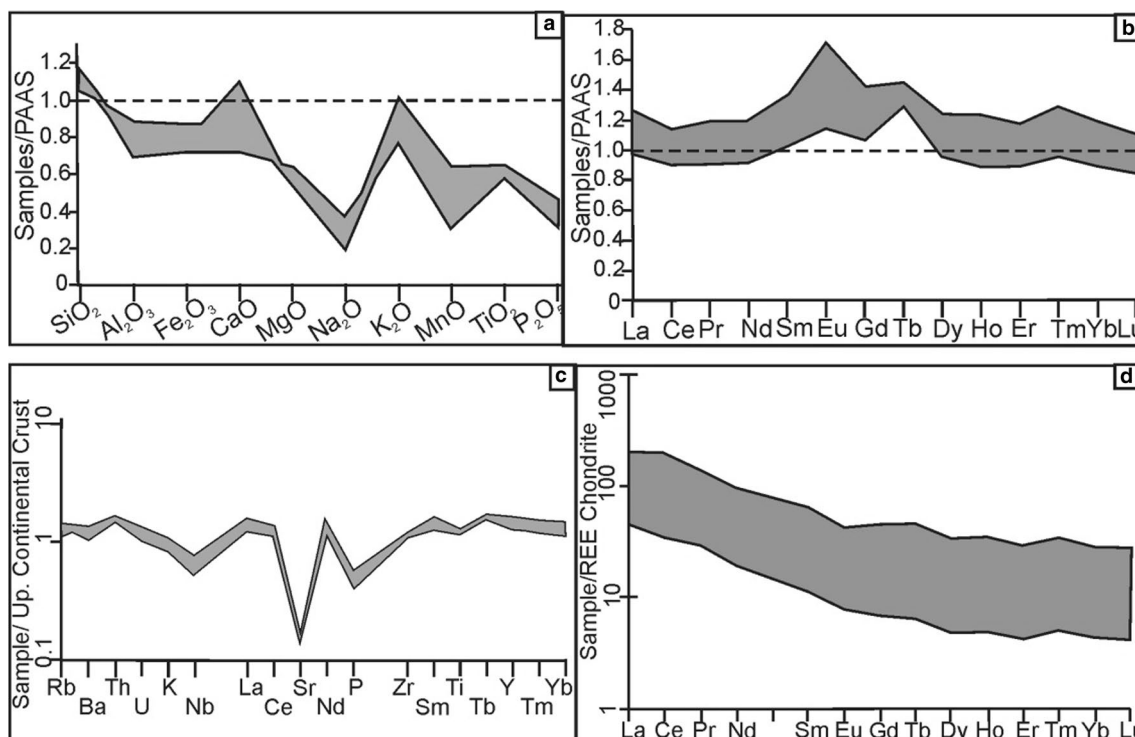 a
Samples/PAAS
1.2
1.0
0.8
0.6
0.4
0.2
0
SiO₂ Al₂O₃ Fe₂O₃ CaO MgO Na₂O K₂O MnO TiO₂ P₂O₅
b
Samples/PAAS
1.8
1.6
1.4
1.2
1.0
0.8
0.6
0.4
0.2
0
La Ce Pr Nd Sm Eu Gd Tb Dy Ho Er Tm Yb Lu
c
Sample/ Up. Continental Crust
10
1
0.1
Rb Th K La Sr P Zr Ti Y Yb
Ba U Nb Ce Nd Sm Tb Tm
d
Sample/REE Chondrite
1000
100
10
1
La Ce Pr Nd Sm Eu Gd Tb Dy Ho Er Tm Yb Lu